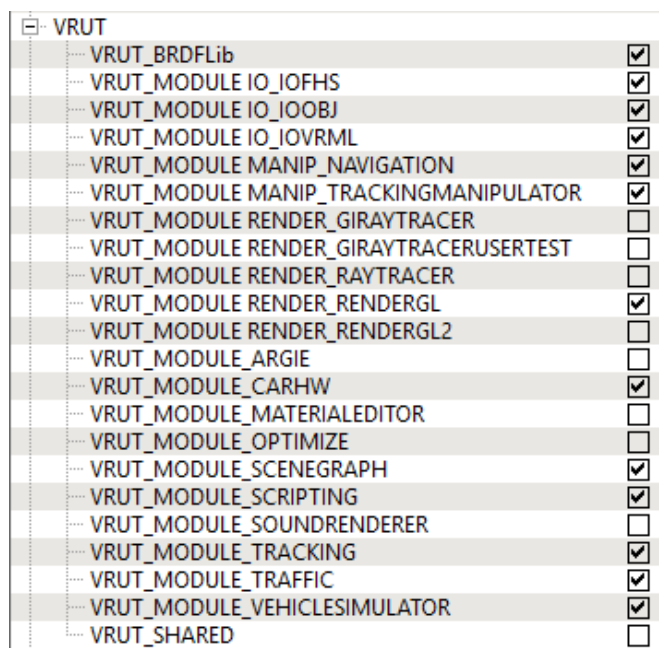 VRUT
VRUT_BRDFLib
VRUT_MODULE IO_IOFHS
VRUT_MODULE IO_IOOBJ
VRUT_MODULE IO_IOVRML
VRUT_MODULE MANIP_NAVIGATION
VRUT_MODULE MANIP_TRACKINGMANIPULATOR
VRUT_MODULE RENDER_GIRAYTRACER
VRUT_MODULE RENDER_GIRAYTRACERUSERTEST
VRUT_MODULE RENDER_RAYTRACER
VRUT_MODULE RENDER_RENDERGL
VRUT_MODULE RENDER_RENDERGL2
VRUT_MODULE_ARGIE
VRUT_MODULE_CARHW
VRUT_MODULE_MATERIALEDITOR
VRUT_MODULE_OPTIMIZE
VRUT_MODULE_SCENEGRAPH
VRUT_MODULE_SCRIPTING
VRUT_MODULE_SOUNDRENDERER
VRUT_MODULE_TRACKING
VRUT_MODULE_TRAFFIC
VRUT_MODULE_VEHICLESIMULATOR
VRUT_SHARED